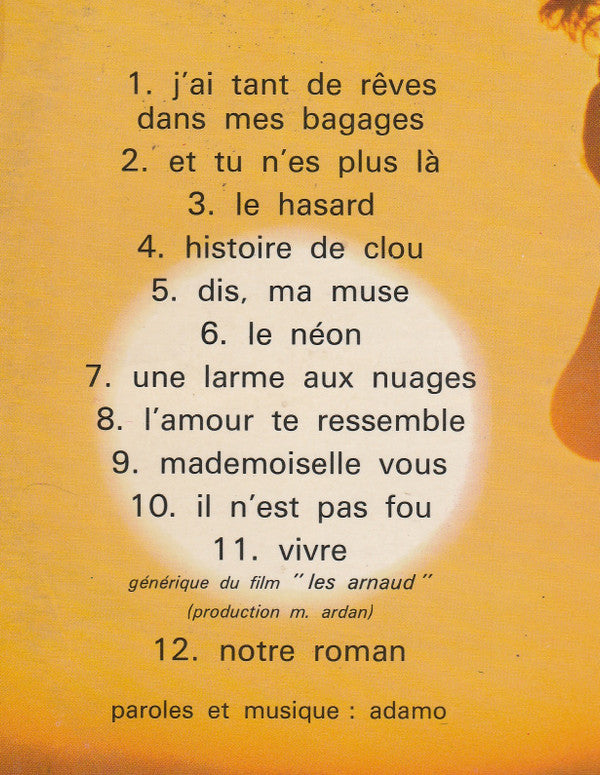 1. j'ai tant de rêves
dans mes bagages
2. et tu n'es plus là
3. le hasard
4. histoire de clou
5. dis, ma muse
6. le néon
7. une larme aux nuages
8. l'amour te ressemble
9. mademoiselle vous
10. il n'est pas fou
11. vivre
générique du film "les arnaud"
(production m. ardan)
12. notre roman
paroles et musique : adamo